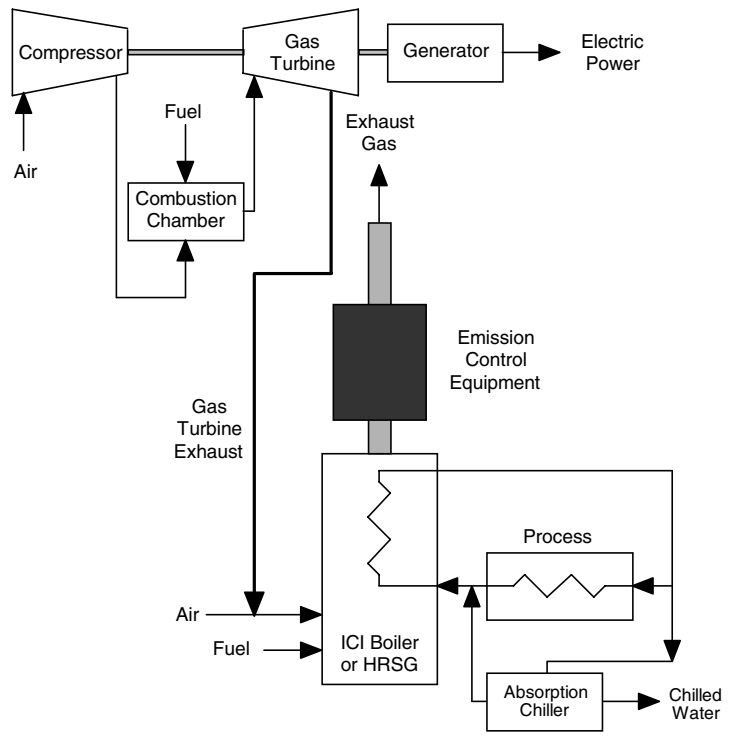 Compressor
Gas
Turbine
Generator
Electric
Power
Air
Fuel
Combustion
Chamber
Exhaust
Gas
Emission
Control
Equipment
Gas
Turbine
Exhaust
Process
Air
Fuel
ICI Boiler
or HRSG
Absorption
Chiller
Chilled
Water